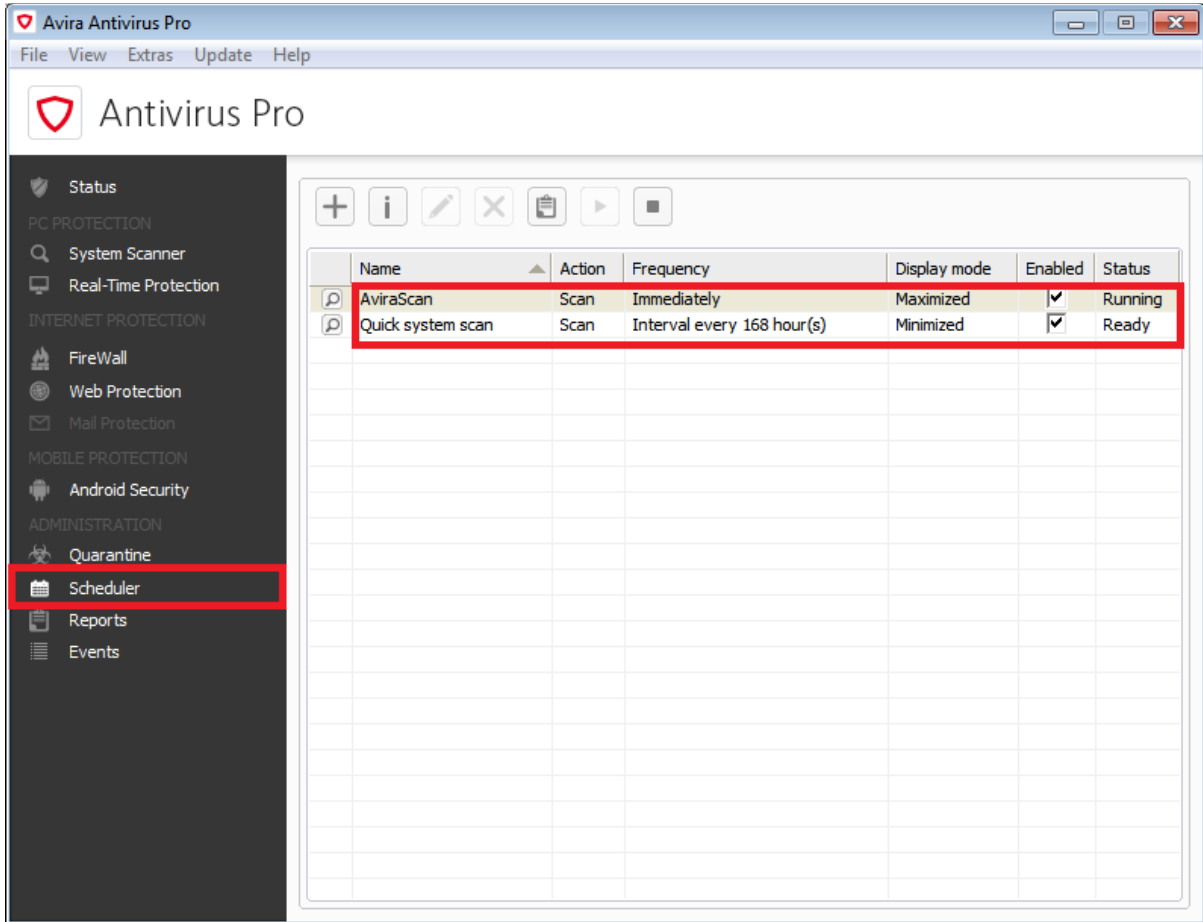 Avira Antivirus Pro
File View Extras Update Help
Antivirus Pro
Status
PC PROTECTION
System Scanner
Real-Time Protection
INTERNET PROTECTION
FireWall
Web Protection
Mail Protection
MOBILE PROTECTION
Android Security
ADMINISTRATION
Quarantine
Scheduler
Reports
Events
Name Action Frequency Display mode Enabled Status
AviraScan Scan Immediately Maximized Running
Quick system scan Scan Interval every 168 hour(s) Minimized Ready